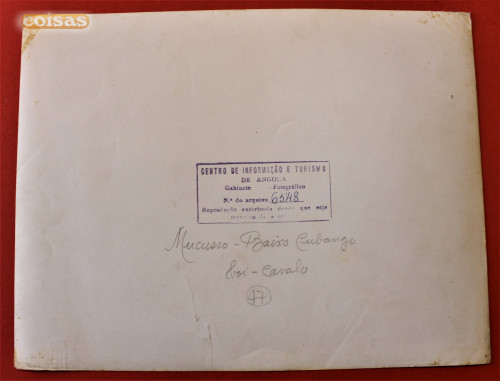 coisas
CENTRO DE INFORMAÇÃO E TURISMO
DE ANGOLA
Gabinete Fotográfico
N.º do arquivo 6548
Reprodução autorizada desde que seja
Mucusso - Baixo Cubango
boi - cavalo
17